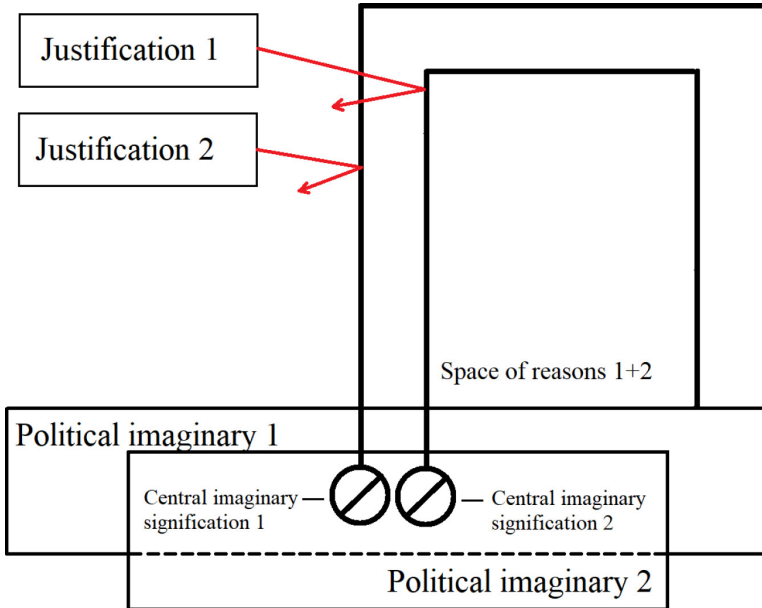 Justification 1
Justification 2
Space of reasons 1+2
Political imaginary 1
Central imaginary
signification 1
Central imaginary
signification 2
Political imaginary 2